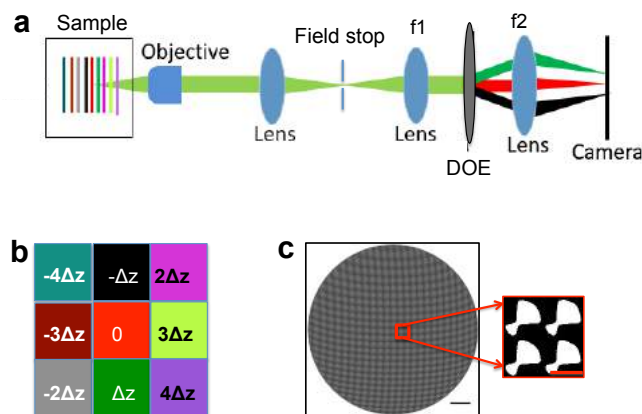 a
Sample
Objective
Field stop
f1
f2
Lens
Lens
DOE
Lens
Camera
b
-4Δz -Δz 2Δz
-3Δz 0 3Δz
-2Δz Δz 4Δz
c